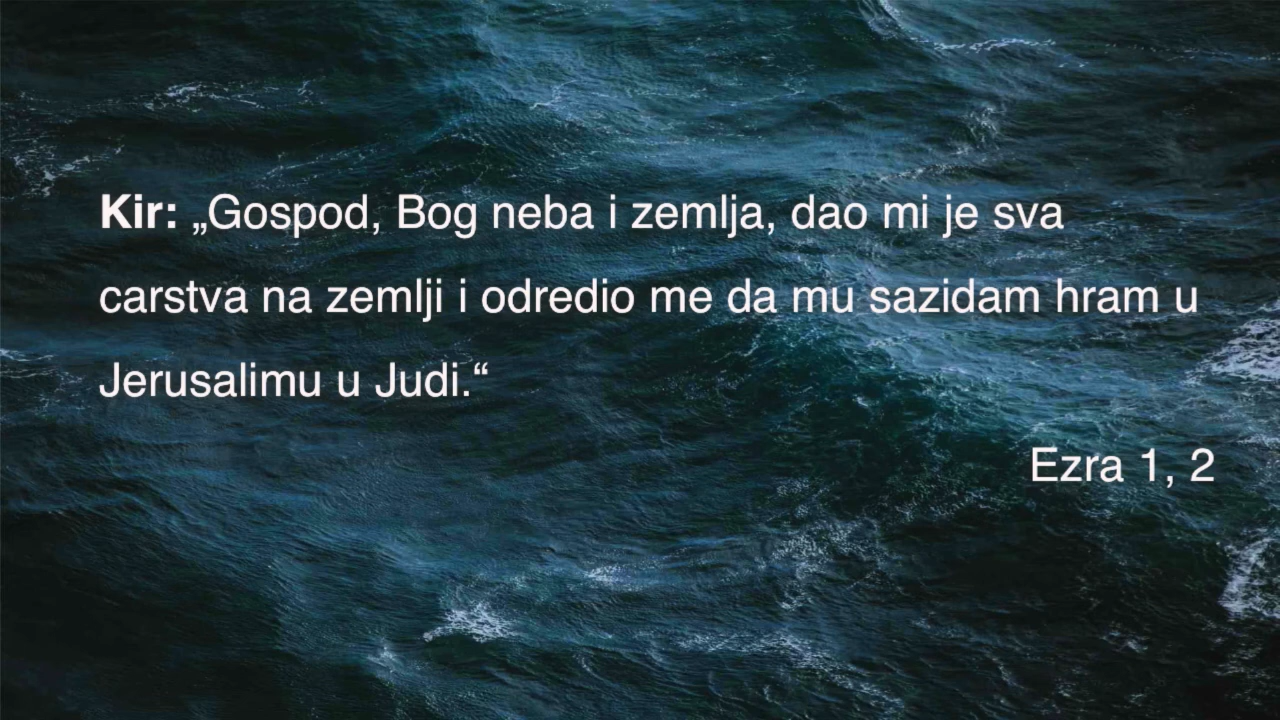 Kir: „Gospod, Bog neba i zemlja, dao mi je sva
carstva na zemlji i odredio me da mu sazidam hram u
Jerusalimu u Judi.“
Ezra 1, 2